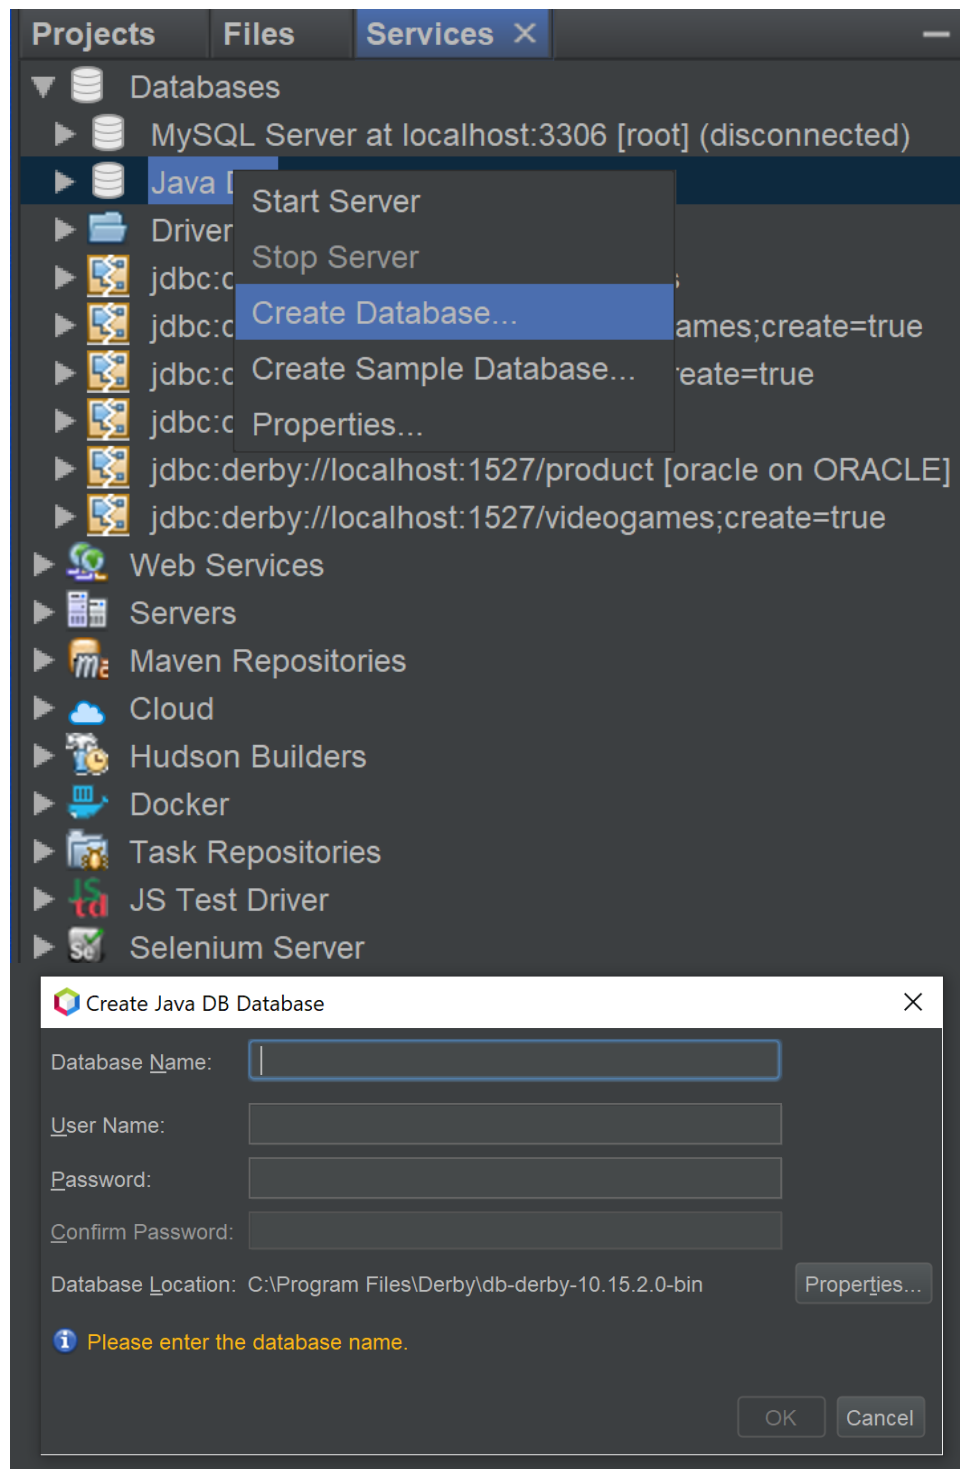 Projects Files Services
Databases
MySQL Server at localhost:3306 [root] (disconnected)
Java
Start Server
Driver
Stop Server
jdbc:
Create Database...
jdbc: ames;create=true
Create Sample Database...
jdbc: reate=true
Properties...
jdbc:
jdbc:derby://localhost:1527/product [oracle on ORACLE]
jdbc:derby://localhost:1527/videogames;create=true
Web Services
Servers
Maven Repositories
Cloud
Hudson Builders
Docker
Task Repositories
JS Test Driver
Selenium Server
Create Java DB Database
Database Name:
User Name:
Password:
Confirm Password:
Database Location: C:\Program Files\Derby\db-derby-10.15.2.0-bin Properties...
Please enter the database name.
OK Cancel